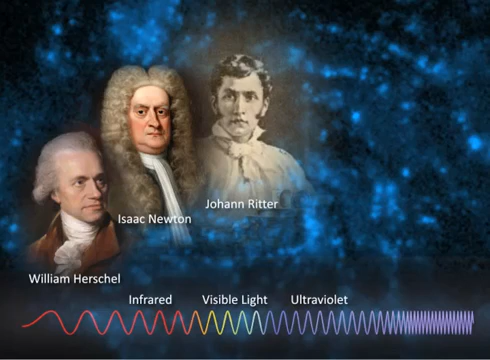 Johann Ritter
Isaac Newton
William Herschel
Infrared Visible Light Ultraviolet